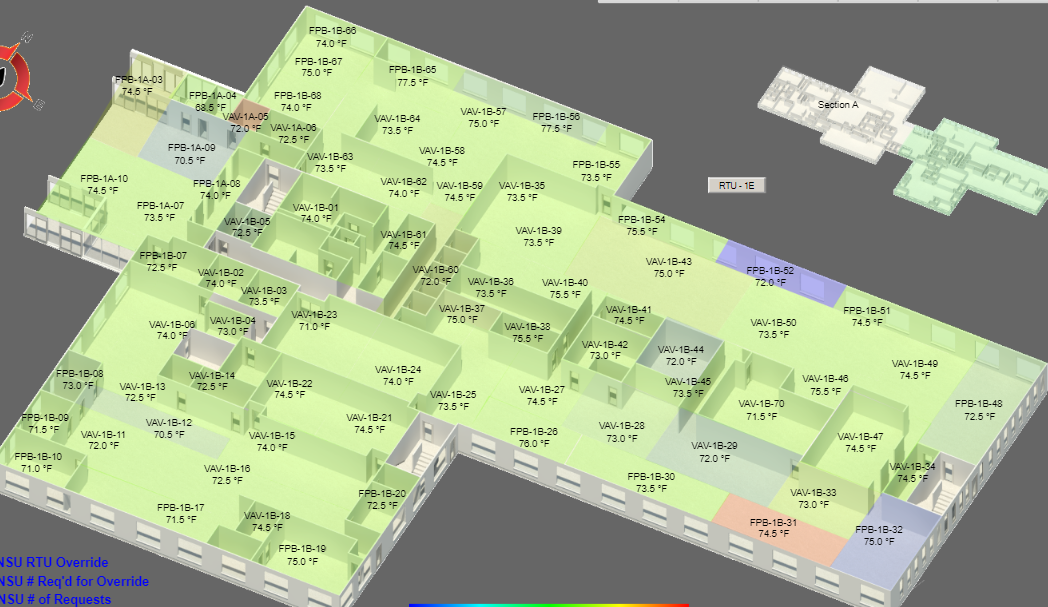 FPB-1B-66
74.0 °F
FPB-1B-67
75.0 °F
FPB-1B-65
77.5 °F
FPB-1A-03
74.5 °F
FPB-1A-04
68.5 °F
FPB-1B-68
74.0 °F
Section A
VAV-1A-05
72.0 °F
VAV-1A-06
72.5 °F
VAV-1B-64
73.5 °F
VAV-1B-57
75.0 °F
FPB-1B-56
77.5 °F
FPB-1A-09
70.5 °F
VAV-1B-63
73.5 °F
VAV-1B-58
74.5 °F
FPB-1B-55
73.5 °F
FPB-1A-10
74.5 °F
FPB-1A-08
74.0 °F
VAV-1B-62
74.0 °F
VAV-1B-59
74.5 °F
VAV-1B-35
73.5 °F
RTU - 1E
FPB-1A-07
73.5 °F
VAV-1B-01
74.0 °F
VAV-1B-05
72.5 °F
FPB-1B-54
75.5 °F
VAV-1B-61
74.5 °F
VAV-1B-39
73.5 °F
FPB-1B-07
72.5 °F
VAV-1B-02
74.0 °F
VAV-1B-60
72.0 °F
VAV-1B-43
75.0 °F
FPB-1B-52
72.0 °F
VAV-1B-03
73.5 °F
VAV-1B-36
73.5 °F
VAV-1B-40
75.5 °F
VAV-1B-37
75.0 °F
VAV-1B-41
74.5 °F
FPB-1B-51
74.5 °F
VAV-1B-06
74.0 °F
VAV-1B-04
73.0 °F
VAV-1B-23
71.0 °F
VAV-1B-38
75.5 °F
VAV-1B-50
73.5 °F
VAV-1B-42
73.0 °F
VAV-1B-44
72.0 °F
VAV-1B-49
74.5 °F
FPB-1B-08
73.0 °F
VAV-1B-14
72.5 °F
VAV-1B-24
74.0 °F
VAV-1B-13
72.5 °F
VAV-1B-22
74.5 °F
VAV-1B-25
73.5 °F
VAV-1B-27
74.5 °F
VAV-1B-45
73.5 °F
VAV-1B-46
75.5 °F
VAV-1B-70
71.5 °F
FPB-1B-48
72.5 °F
FPB-1B-09
71.5 °F
VAV-1B-12
70.5 °F
VAV-1B-21
74.5 °F
VAV-1B-28
73.0 °F
VAV-1B-11
72.0 °F
VAV-1B-15
74.0 °F
FPB-1B-26
76.0 °F
VAV-1B-29
72.0 °F
VAV-1B-47
74.5 °F
FPB-1B-10
71.0 °F
VAV-1B-16
72.5 °F
FPB-1B-30
73.5 °F
VAV-1B-34
74.5 °F
FPB-1B-20
72.5 °F
VAV-1B-33
73.0 °F
FPB-1B-17
71.5 °F
VAV-1B-18
74.5 °F
FPB-1B-31
74.5 °F
FPB-1B-32
75.0 °F
FPB-1B-19
75.0 °F
NSU RTU Override
NSU # Req'd for Override
NSU # of Requests